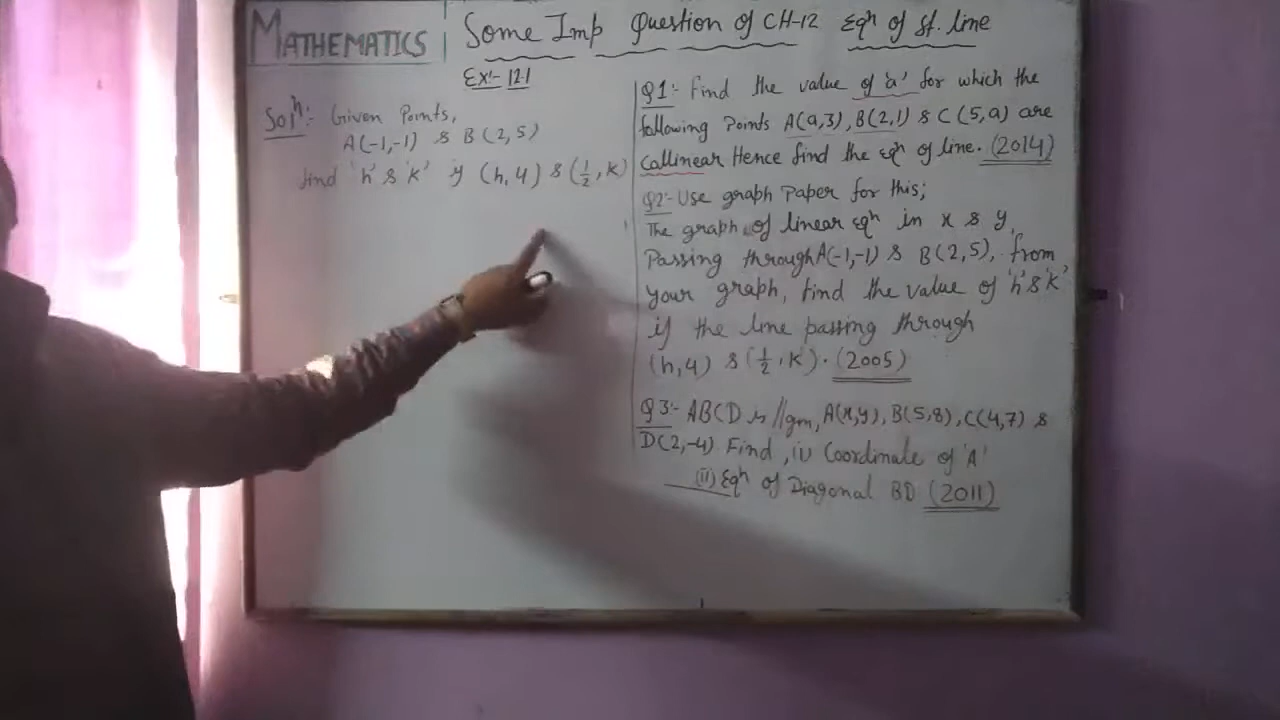 MATHEMATICS
Some Imp Question of CH-12 Eqn of St. line
Ex:- 12.1
Soln:- Given Points,
A(-1,-1) & B(2,5)
find 'h' & 'k' if (h,4) & (1/2,k)
Q1:- Find the value of 'a' for which the
following Points A(a,3), B(2,1) & C(5,a) are
callinear Hence find the Eqn of line. (2014)
Q2:- Use graph Paper for this;
The graph of linear Eqn in x & y,
Passing through A(-1,-1) & B(2,5), from
your graph, find the value of 'h' & 'k'
if the line passing through
(h,4) & (1/2,k). (2005)
Q3:- ABCD is //gm, A(x,y), B(5,8), C(4,7) &
D(2,-4). Find, (i) Coordinate of 'A'
(ii) Eqn of Diagonal BD (2011)